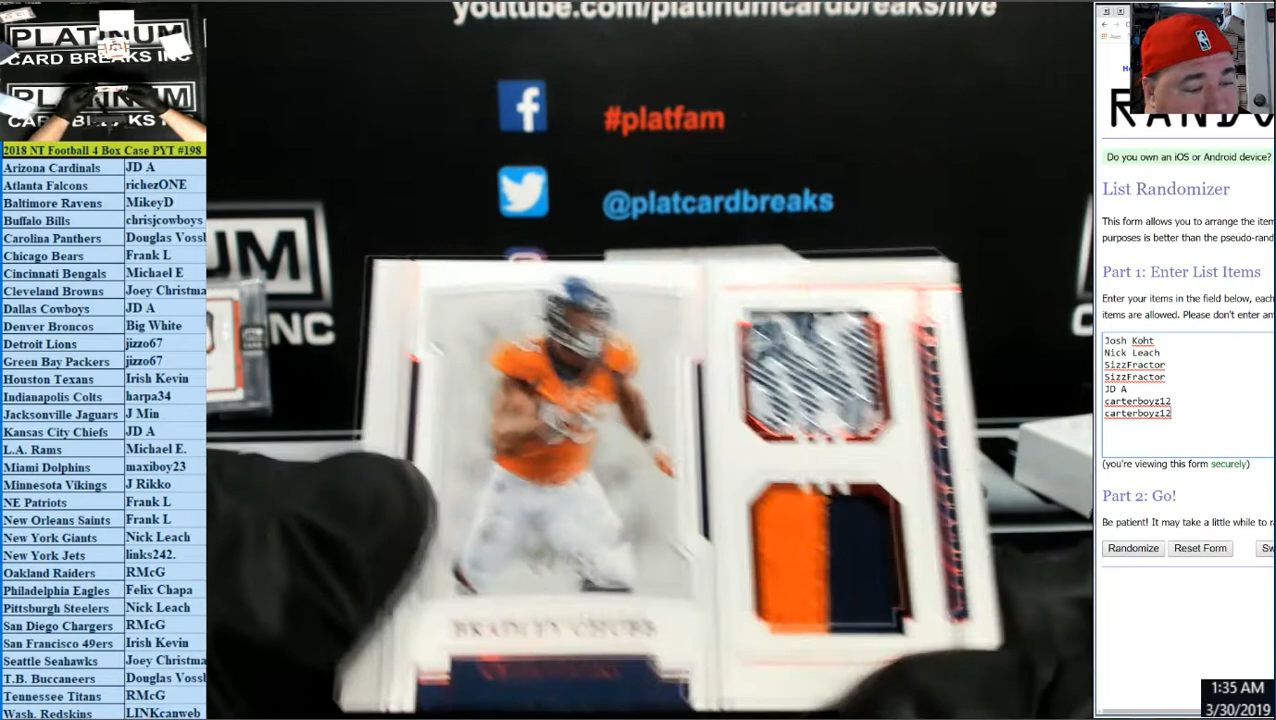 youtube.com/platinumcardbreaks/live
#platfam
@platcardbreaks
PLATINUM
CARD BREAKS INC
CARD BREAKS INC
2018 NT Football 4 Box Case PYT #198
Arizona Cardinals JD A
Atlanta Falcons richezONE
Baltimore Ravens MikeyD
Buffalo Bills chrisjcowboys
Carolina Panthers Douglas Voss
Chicago Bears Frank L
Cincinnati Bengals Michael E
Cleveland Browns Joey Christma
Dallas Cowboys JD A
Denver Broncos Big White
Detroit Lions jizzo67
Green Bay Packers jizzo67
Houston Texans Irish Kevin
Indianapolis Colts harpa34
Jacksonville Jaguars J Min
Kansas City Chiefs JD A
L.A. Rams Michael E.
Miami Dolphins maxiboy23
Minnesota Vikings J Rikko
NE Patriots Frank L
New Orleans Saints Frank L
New York Giants Nick Leach
New York Jets links242.
Oakland Raiders RMcG
Philadelphia Eagles Felix Chapa
Pittsburgh Steelers Nick Leach
San Diego Chargers RMcG
San Francisco 49ers Irish Kevin
Seattle Seahawks Joey Christma
T.B. Buccaneers Douglas Voss
Tennessee Titans RMcG
Wash. Redskins LINKcanweb
NUM
INC
Do you own an iOS or Android device?
List Randomizer
This form allows you to arrange the item
purposes is better than the pseudo-rand
Part 1: Enter List Items
Enter your items in the field below, each
items are allowed. Please don't enter an
Josh Koht
Nick Leach
SizzFractor
SizzFractor
JD A
carterboyz12
carterboyz12
(you're viewing this form securely)
Part 2: Go!
Be patient! It may take a little while to ra
Randomize Reset Form Sw
1:35 AM
3/30/2019